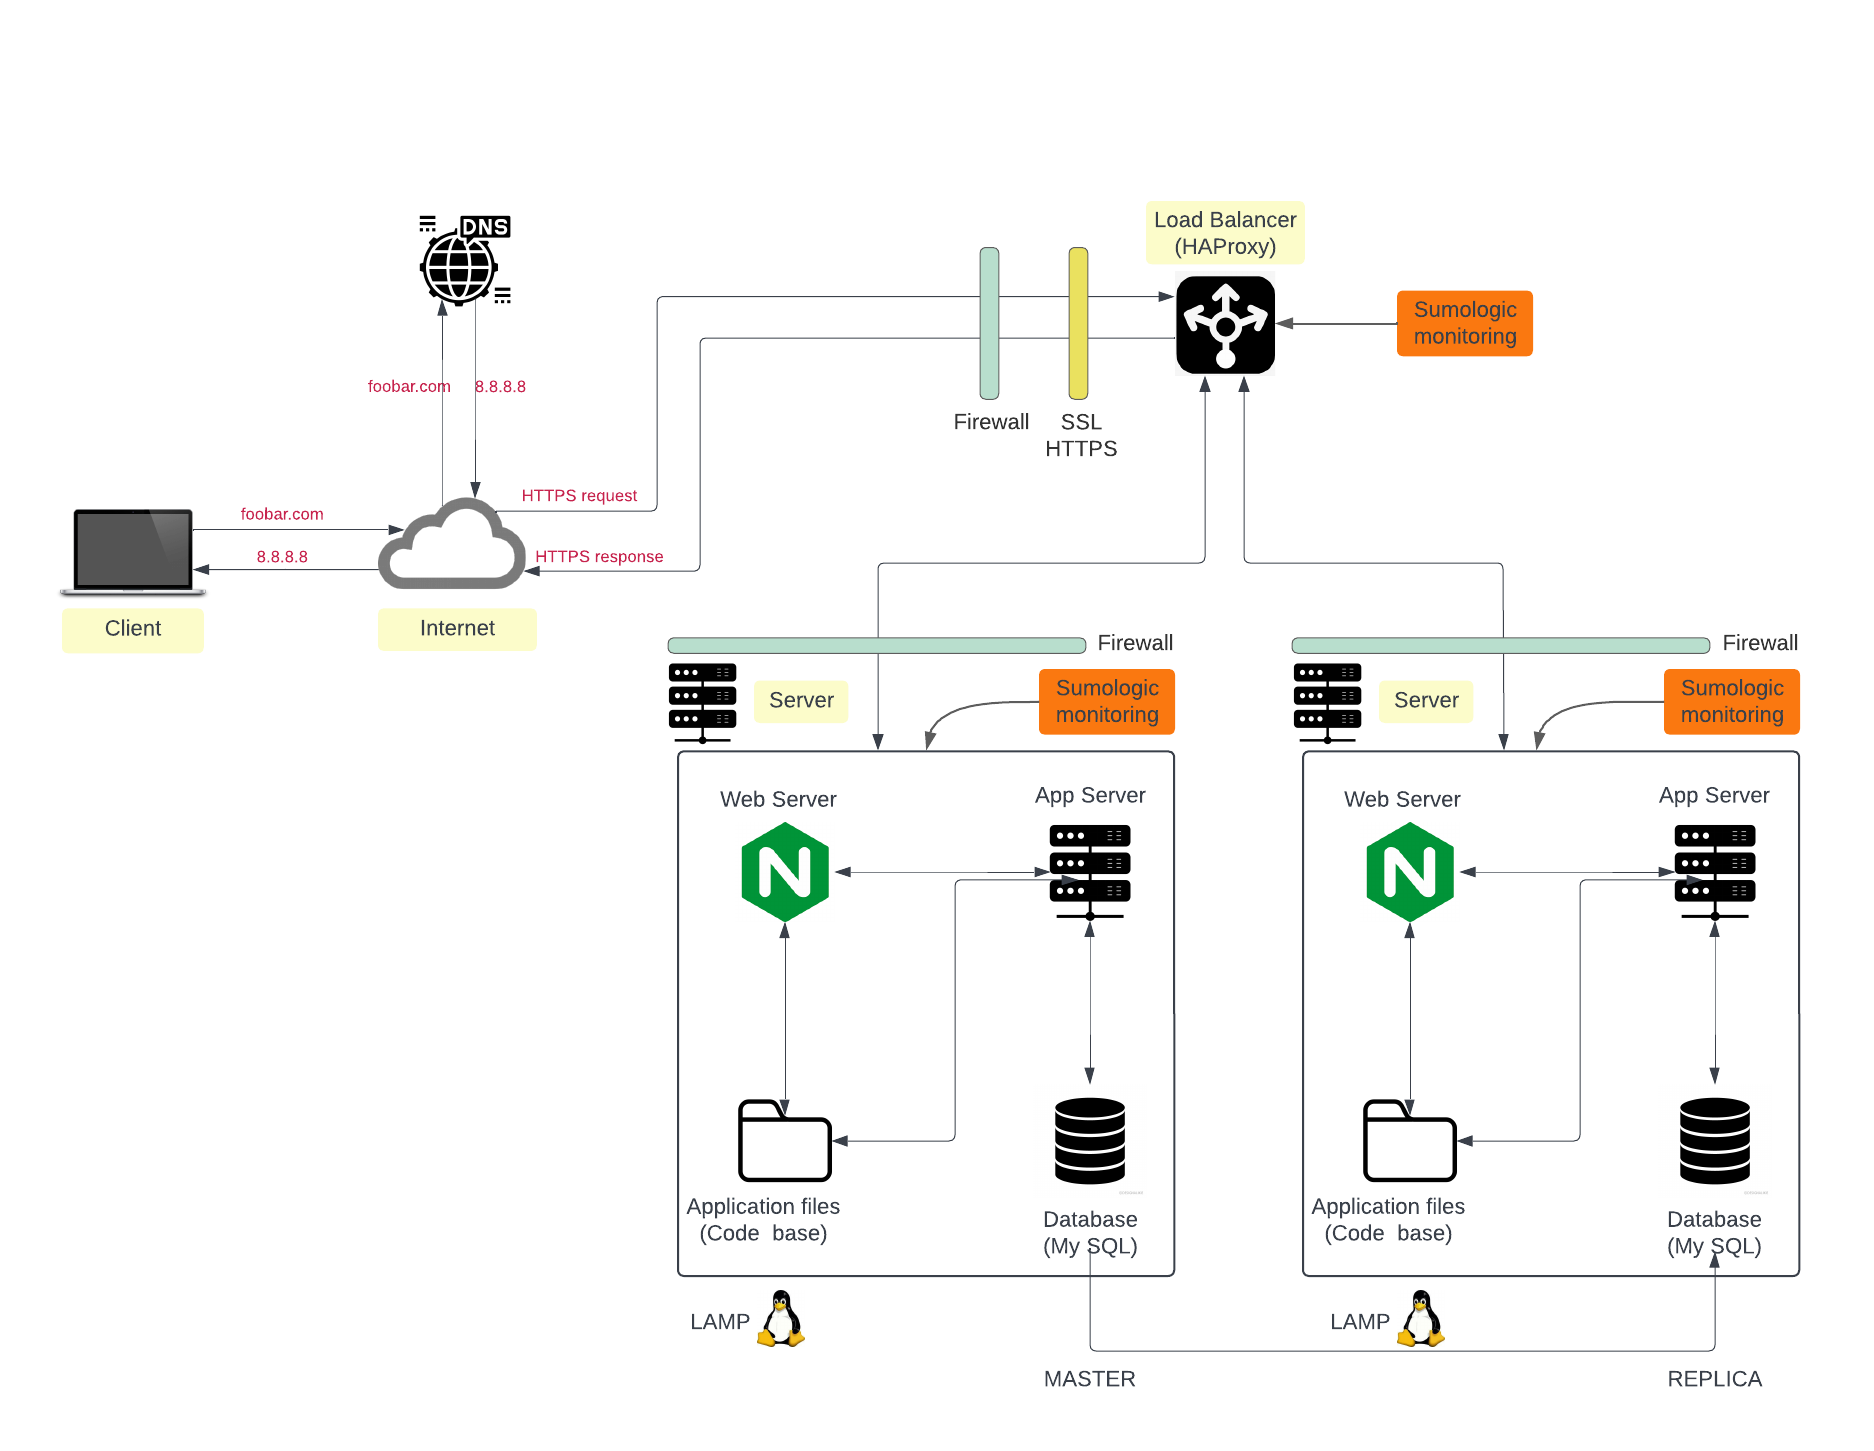 DNS
Load Balancer
(HAProxy)
Sumologic
monitoring
foobar.com
8.8.8.8
Firewall
SSL
HTTPS
HTTPS request
foobar.com
8.8.8.8
HTTPS response
Client
Internet
Firewall
Firewall
Server
Sumologic
monitoring
Server
Sumologic
monitoring
Web Server
App Server
Web Server
App Server
N
N
Application files
(Code base)
Database
(My SQL)
Application files
(Code base)
Database
(My SQL)
LAMP
LAMP
MASTER
REPLICA